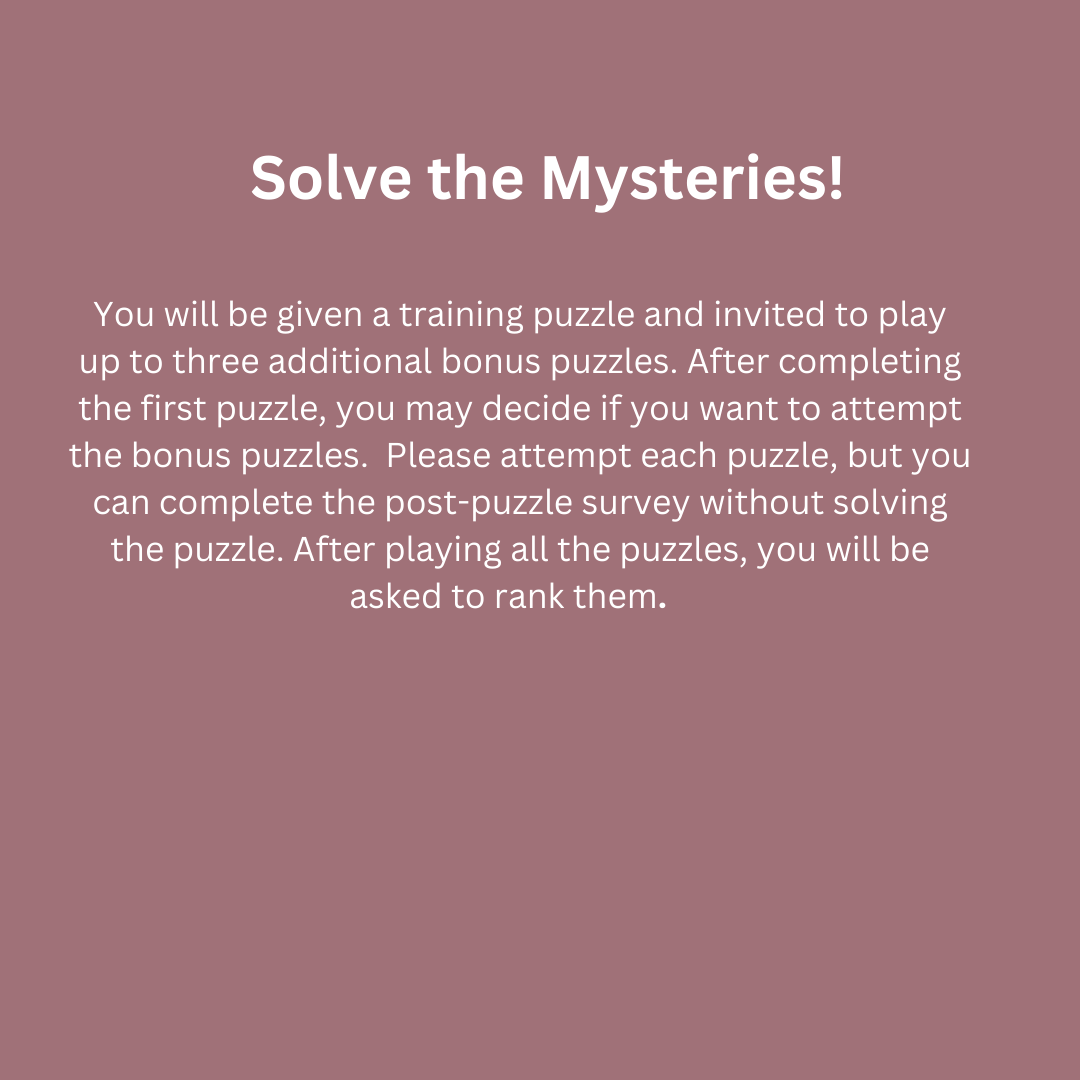 Solve the Mysteries!
You will be given a training puzzle and invited to play
up to three additional bonus puzzles. After completing
the first puzzle, you may decide if you want to attempt
the bonus puzzles.  Please attempt each puzzle, but you
can complete the post-puzzle survey without solving
the puzzle. After playing all the puzzles, you will be
asked to rank them.